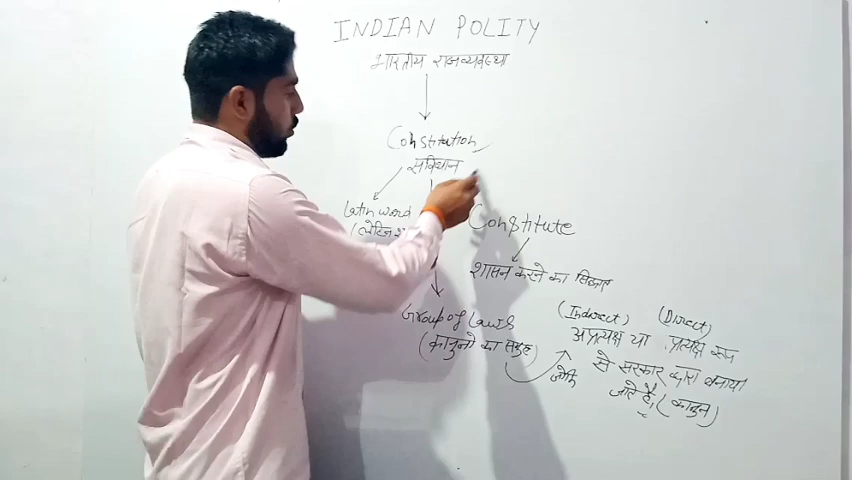 INDIAN POLITY
भारतीय राजव्यवस्था
Constitution
संविधान
Latin word
(लैटिन
Constitute
शासन करने का सिद्धांत
Group of Laws
(कानुनो का समुह)
(Indirect) (Direct)
अप्रत्यक्ष या प्रत्यक्ष रूप
से सरकार द्वारा बनाया
जाते है। (कानुन)